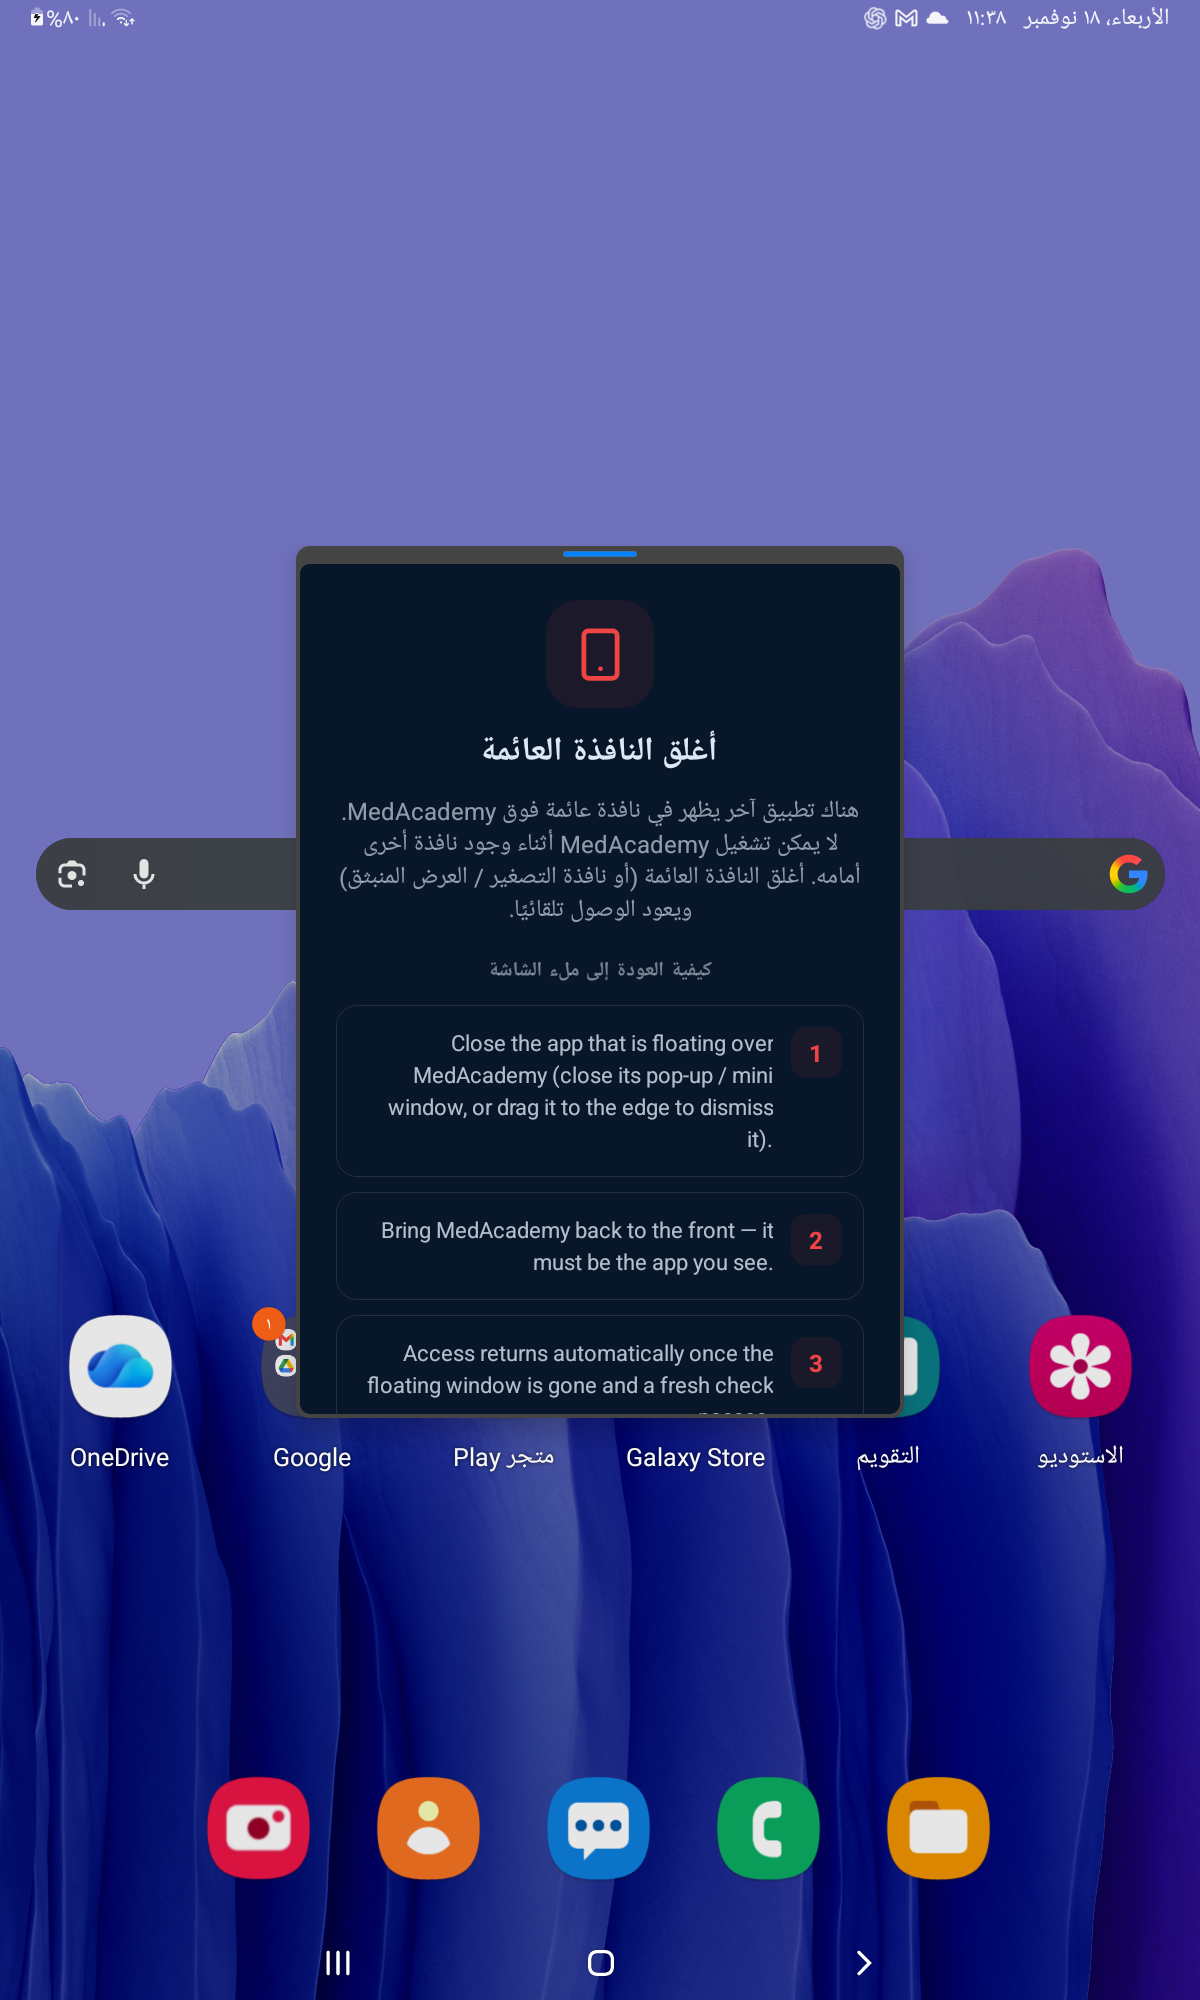 الأربعاء، ١٨ نوفمبر ١١:٣٨
٨٠%
أغلق النافذة العائمة
هناك تطبيق آخر يظهر في نافذة عائمة فوق MedAcademy.
لا يمكن تشغيل MedAcademy أثناء وجود نافذة أخرى
أمامه. أغلق النافذة العائمة (أو نافذة التصغير / العرض المنبثق)
ويعود الوصول تلقائيًا.
كيفية العودة إلى ملء الشاشة
1
Close the app that is floating over
MedAcademy (close its pop-up / mini
window, or drag it to the edge to dismiss
it).
2
Bring MedAcademy back to the front — it
must be the app you see.
3
Access returns automatically once the
floating window is gone and a fresh check
١
الاستوديو
التقويم
Galaxy Store
متجر Play
Google
OneDrive